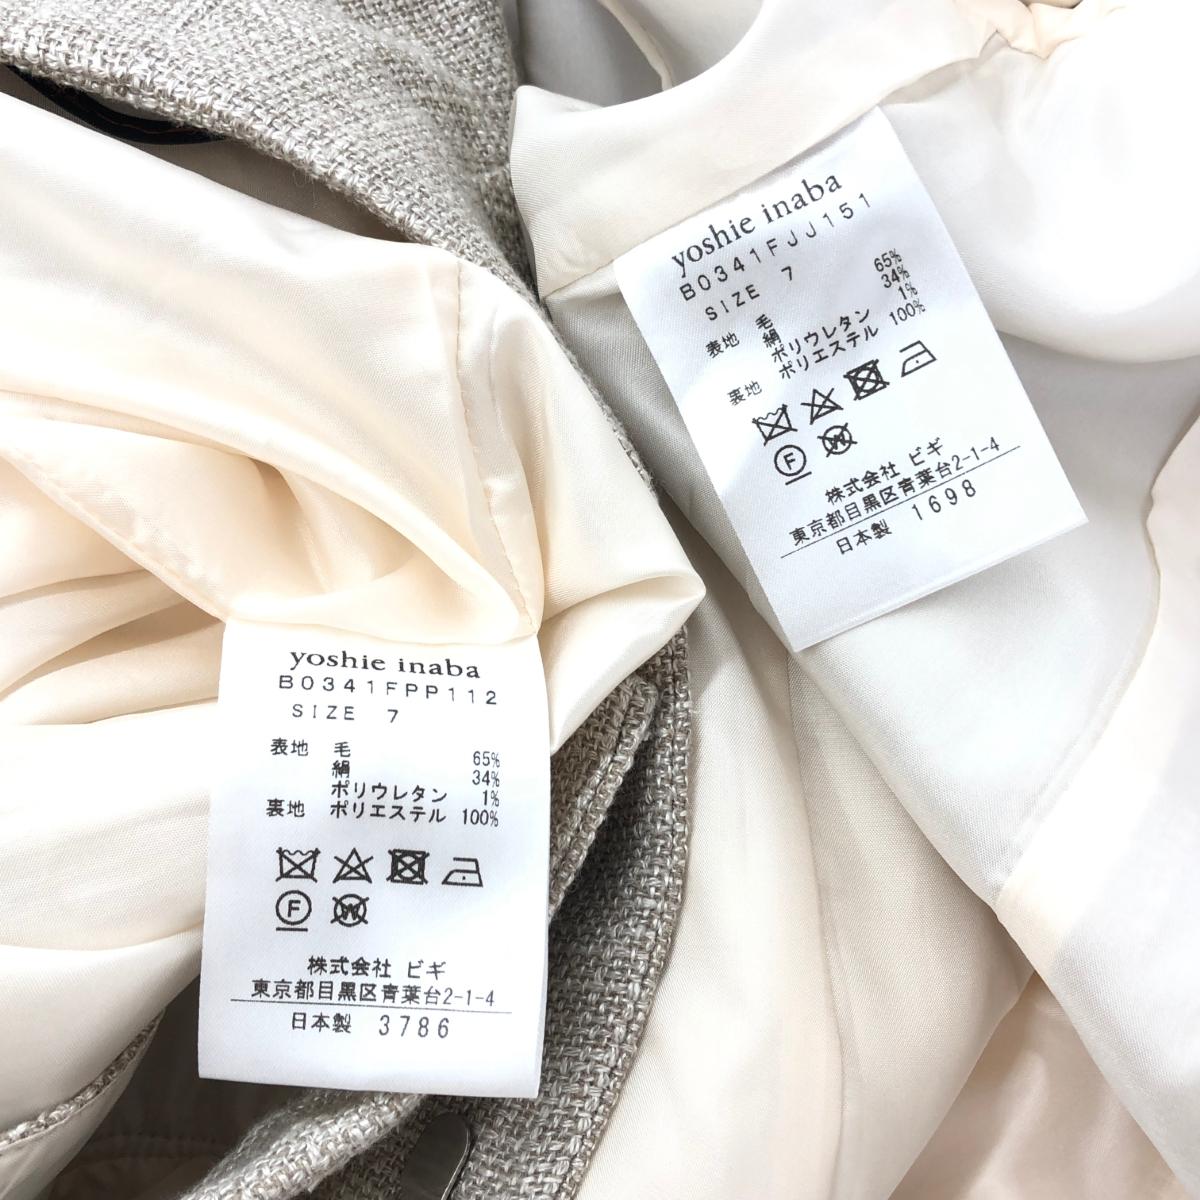 yoshie inaba
B0341FJJ151
SIZE 7
表地 毛 65%
絹 34%
ポリウレタン 1%
裏地 ポリエステル 100%
F W
株式会社 ビギ
東京都目黒区青葉台2-1-4
日本製 1698
yoshie inaba
B0341FPP112
SIZE 7
表地 毛 65%
絹 34%
ポリウレタン 1%
裏地 ポリエステル 100%
F W
株式会社 ビギ
東京都目黒区青葉台2-1-4
日本製 3786